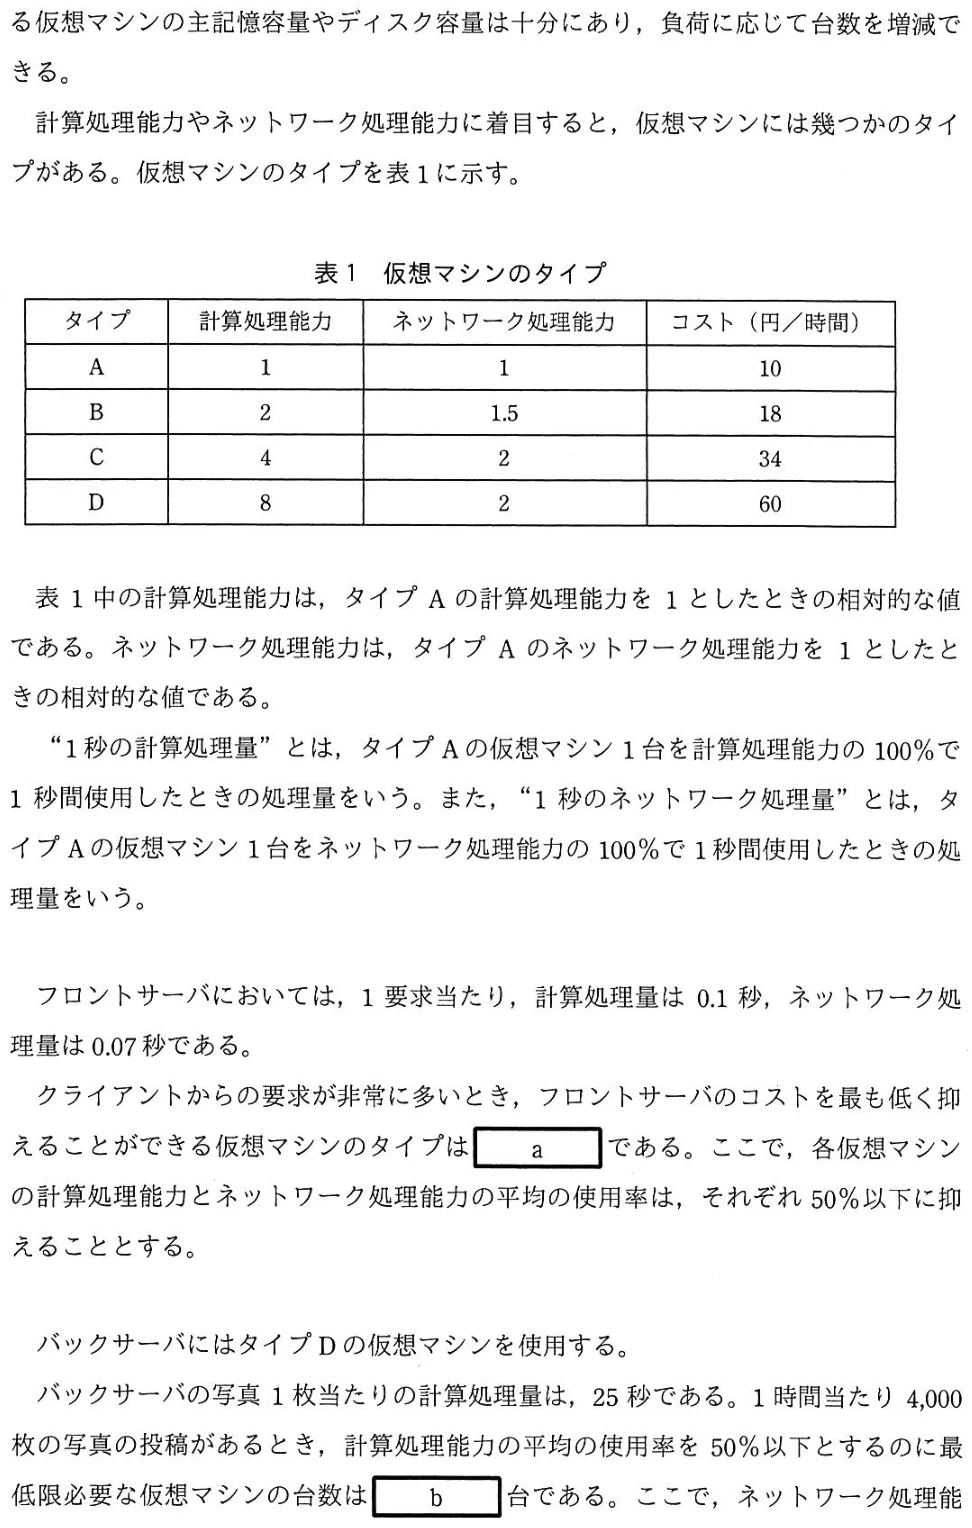 る仮想マシンの主記憶容量やディスク容量は十分にあり，負荷に応じて台数を増減で
きる。
計算処理能力やネットワーク処理能力に着目すると，仮想マシンには幾つかのタイ
プがある。仮想マシンのタイプを表1に示す。
表1　仮想マシンのタイプ
タイプ　計算処理能力　ネットワーク処理能力　コスト（円／時間）
A　1　1　10
B　2　1.5　18
C　4　2　34
D　8　2　60
表1中の計算処理能力は，タイプAの計算処理能力を1としたときの相対的な値
である。ネットワーク処理能力は，タイプAのネットワーク処理能力を1としたと
きの相対的な値である。
“1秒の計算処理量”とは，タイプAの仮想マシン1台を計算処理能力の100％で
1秒間使用したときの処理量をいう。また，“1秒のネットワーク処理量”とは，タ
イプAの仮想マシン1台をネットワーク処理能力の100％で1秒間使用したときの処
理量をいう。
フロントサーバにおいては，1要求当たり，計算処理量は0.1秒，ネットワーク処
理量は0.07秒である。
クライアントからの要求が非常に多いとき，フロントサーバのコストを最も低く抑
えることができる仮想マシンのタイプは a である。ここで，各仮想マシン
の計算処理能力とネットワーク処理能力の平均の使用率は，それぞれ50％以下に抑
えることとする。
バックサーバにはタイプDの仮想マシンを使用する。
バックサーバの写真1枚当たりの計算処理量は，25秒である。1時間当たり4,000
枚の写真の投稿があるとき，計算処理能力の平均の使用率を50％以下とするのに最
低限必要な仮想マシンの台数は b 台である。ここで，ネットワーク処理能